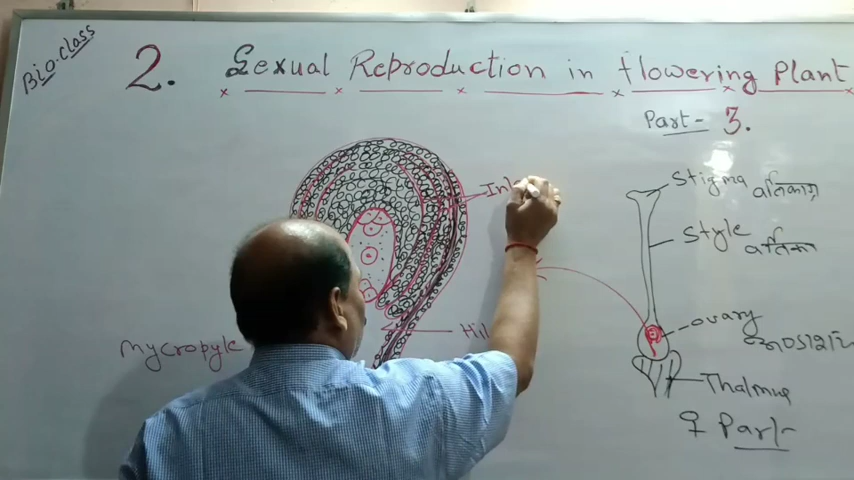 Bio. Class
2. Sexual Reproduction in flowering Plant
Part- 3.
Stigma वर्तिकाग्र
Style वर्तिका
Ovary
अण्डाशय
Thalmus
♀ Part-
Mycropyle